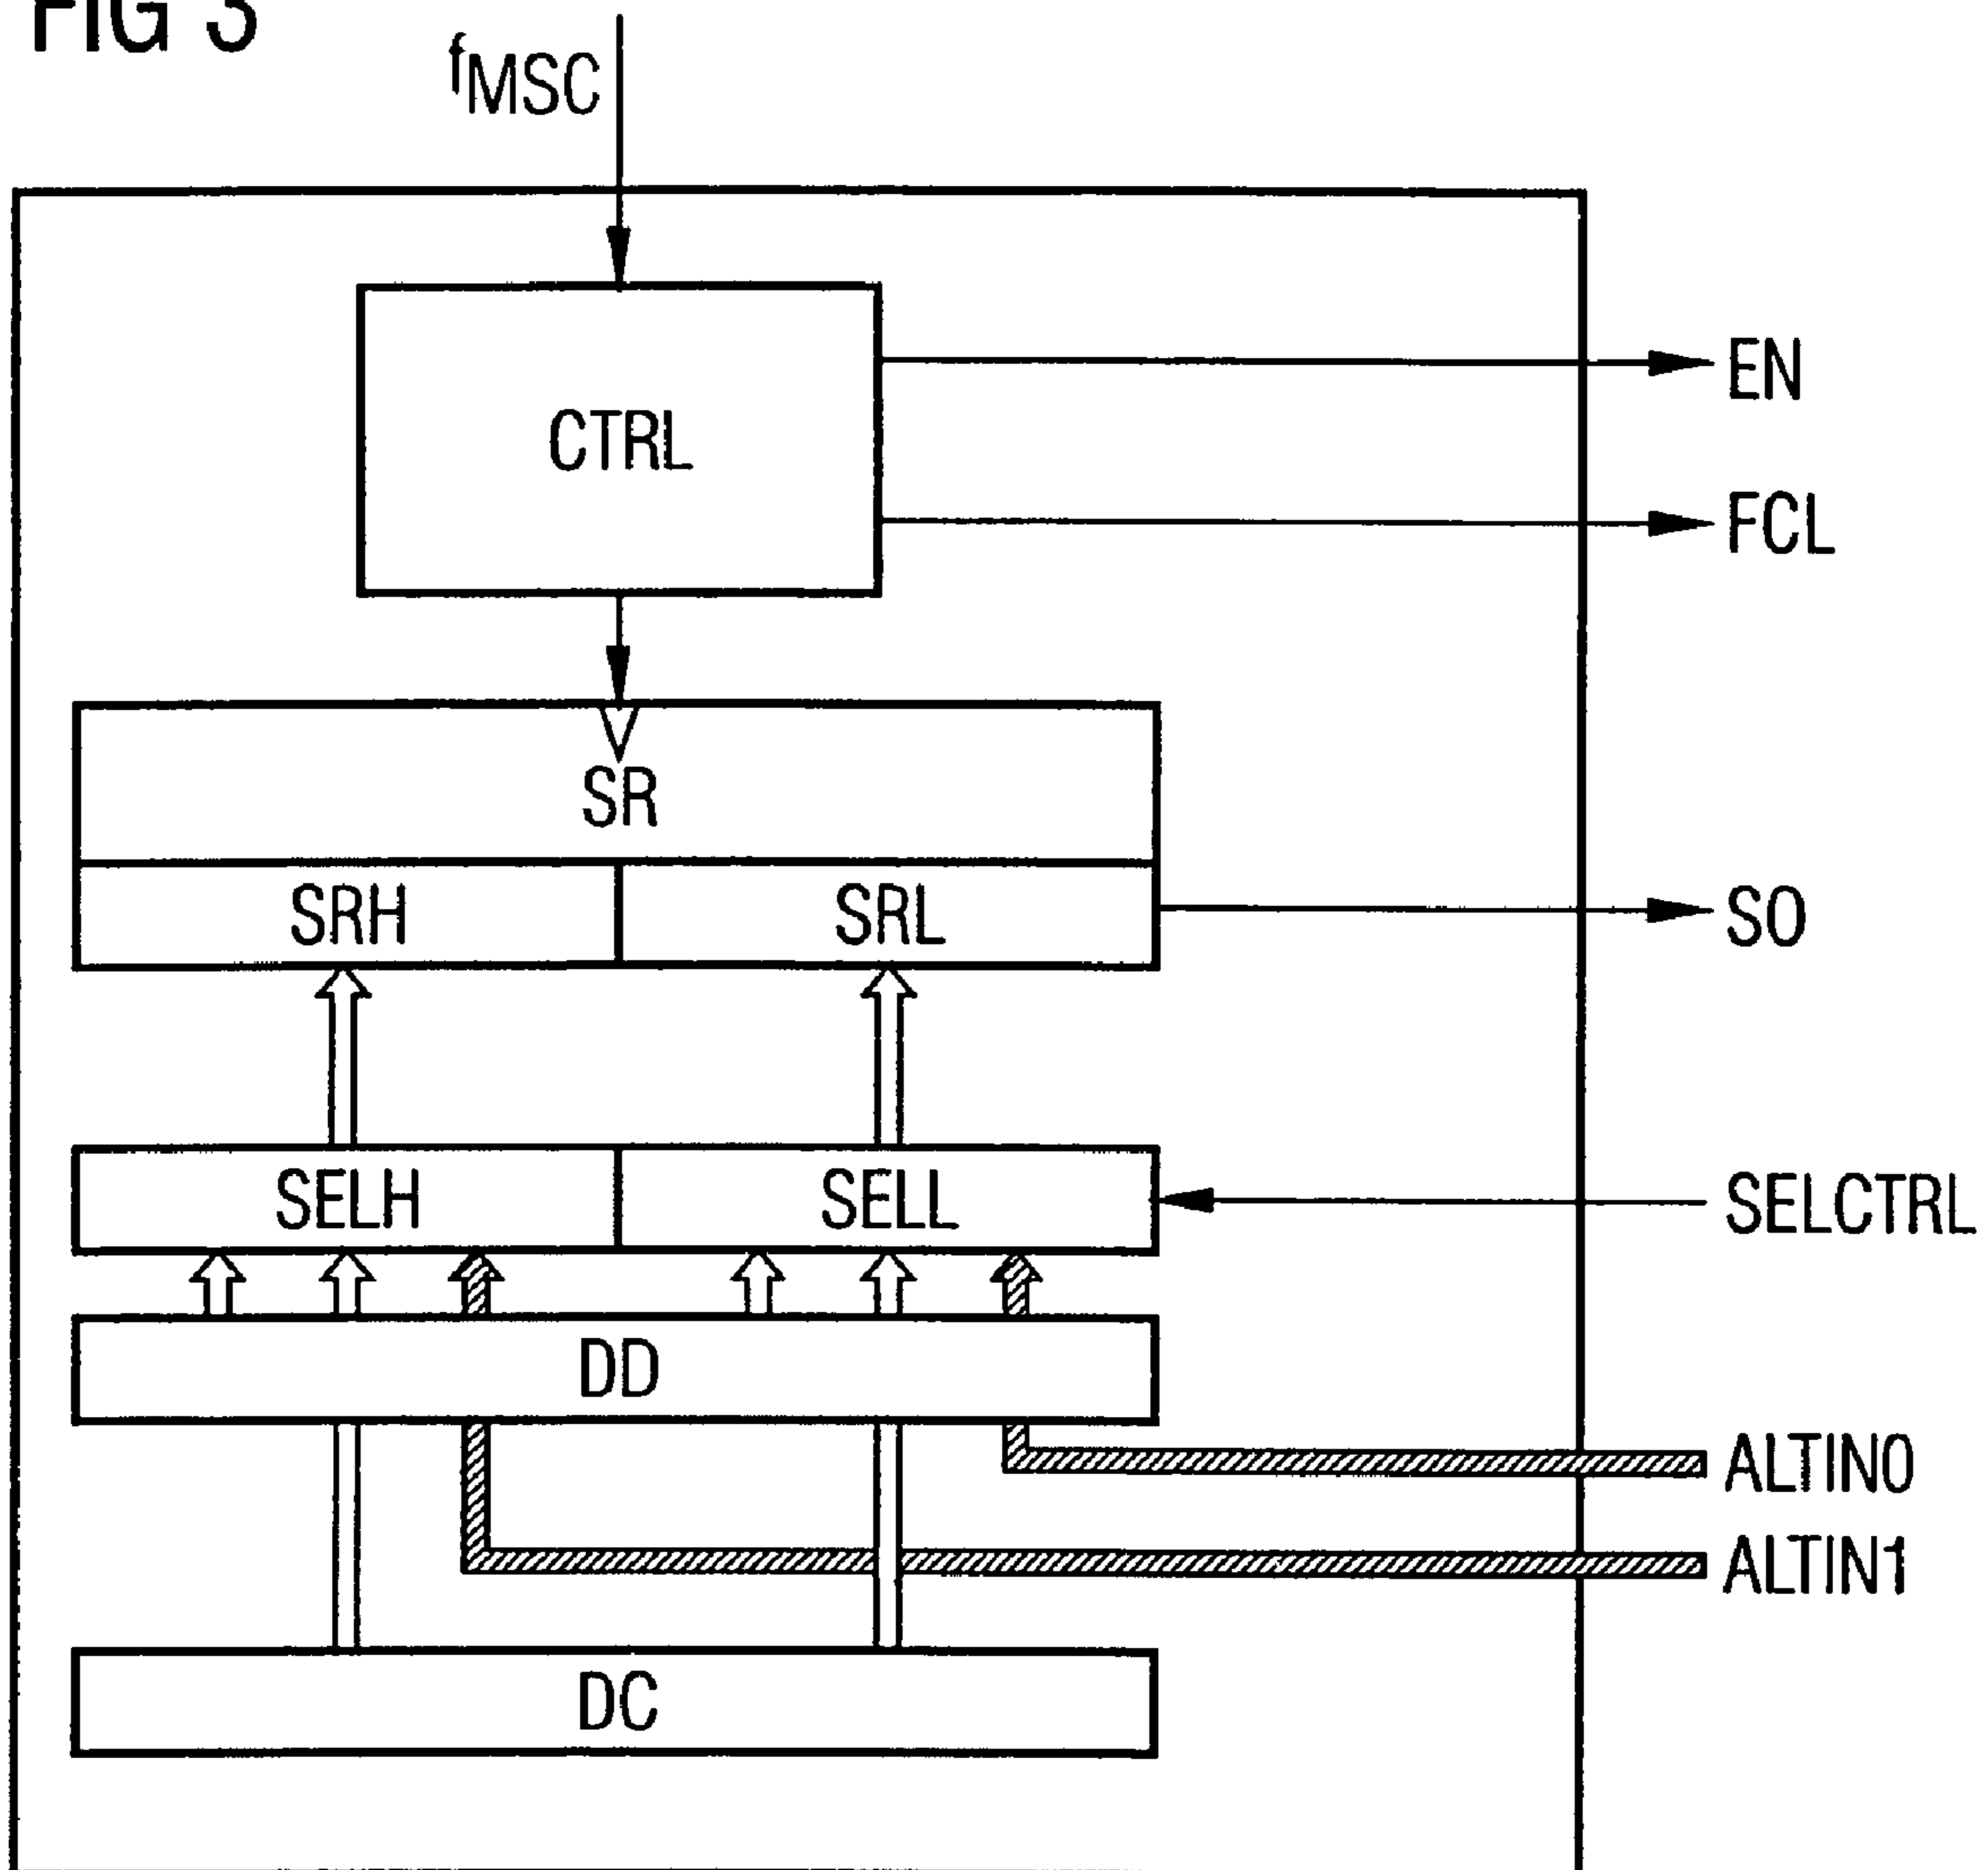 FIG 3
fMSC
CTRL
EN
FCL
SR
SRH
SRL
SO
SELH
SELL
SELCTRL
DD
ALTIN0
ALTIN1
DC